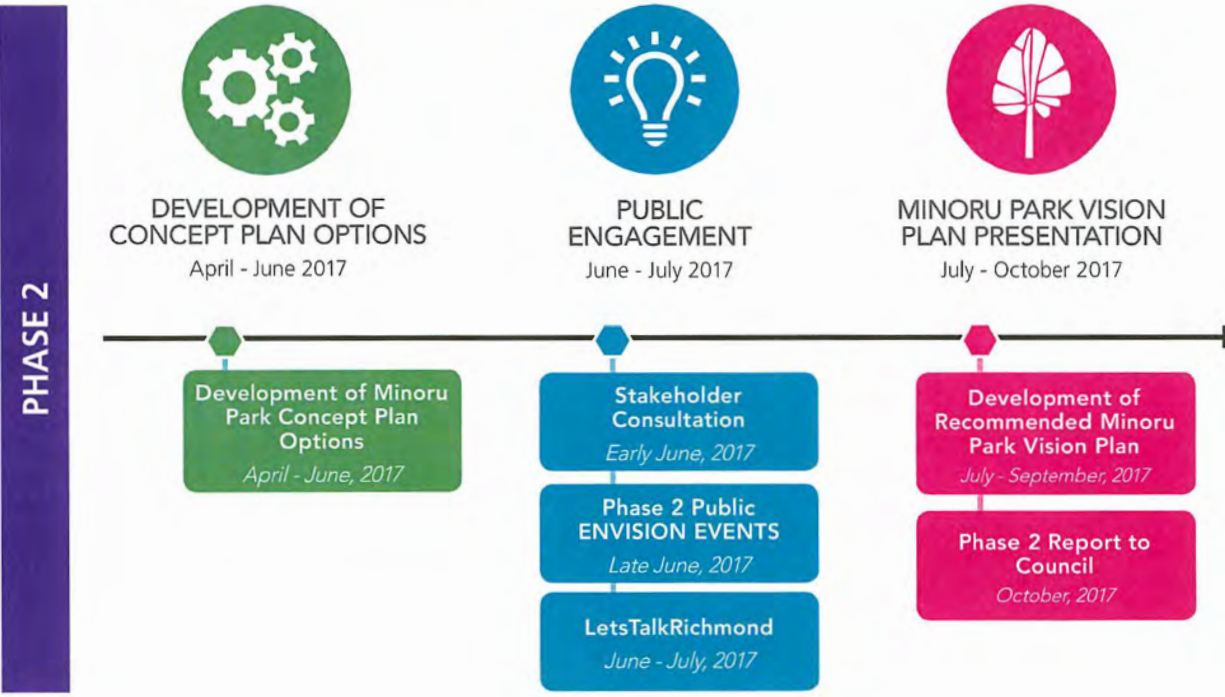 PHASE 2
DEVELOPMENT OF
CONCEPT PLAN OPTIONS
April - June 2017
Development of Minoru
Park Concept Plan
Options
April - June, 2017
PUBLIC
ENGAGEMENT
June - July 2017
Stakeholder
Consultation
Early June, 2017
Phase 2 Public
ENVISION EVENTS
Late June, 2017
LetsTalkRichmond
June - July, 2017
MINORU PARK VISION
PLAN PRESENTATION
July - October 2017
Development of
Recommended Minoru
Park Vision Plan
July - September, 2017
Phase 2 Report to
Council
October, 2017